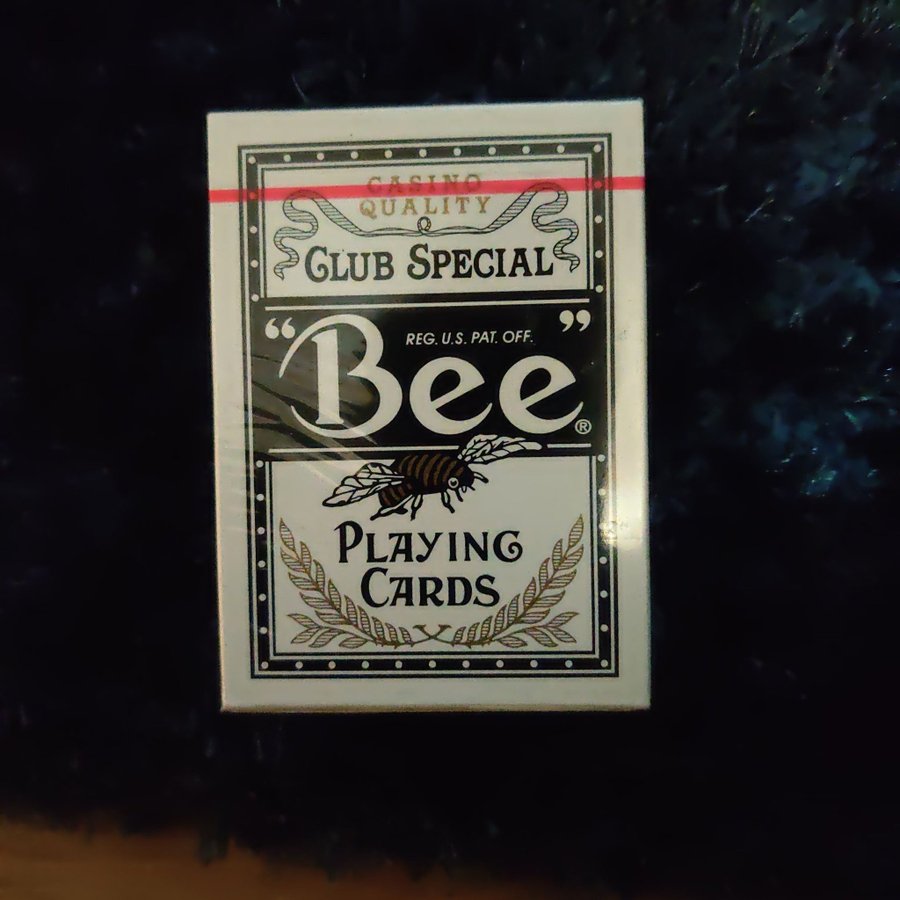 CASINO
QUALITY
CLUB SPECIAL
“Bee”
REG. U.S. PAT. OFF.
®
PLAYING
CARDS